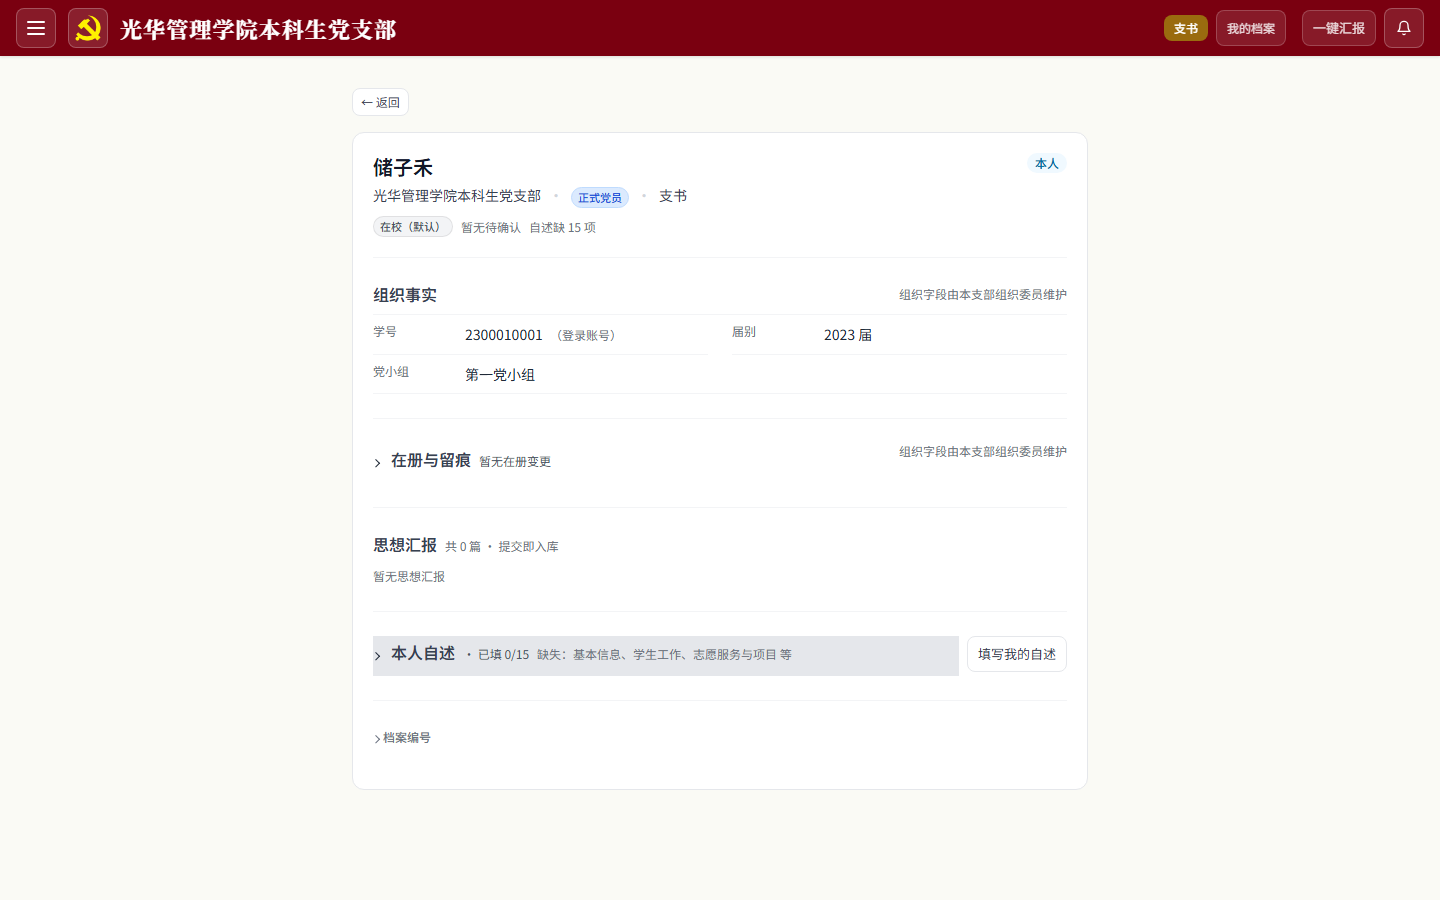 光华管理学院本科生党支部
支书
我的档案
一键汇报
← 返回
储子禾
本人
光华管理学院本科生党支部 · 正式党员 · 支书
在校（默认） 暂无待确认 自述缺 15 项
组织事实
组织字段由本支部组织委员维护
学号 2300010001 （登录账号）
届别 2023 届
党小组 第一党小组
在册与留痕 暂无在册变更
组织字段由本支部组织委员维护
思想汇报 共 0 篇 · 提交即入库
暂无思想汇报
本人自述 · 已填 0/15 缺失：基本信息、学生工作、志愿服务与项目 等
填写我的自述
档案编号